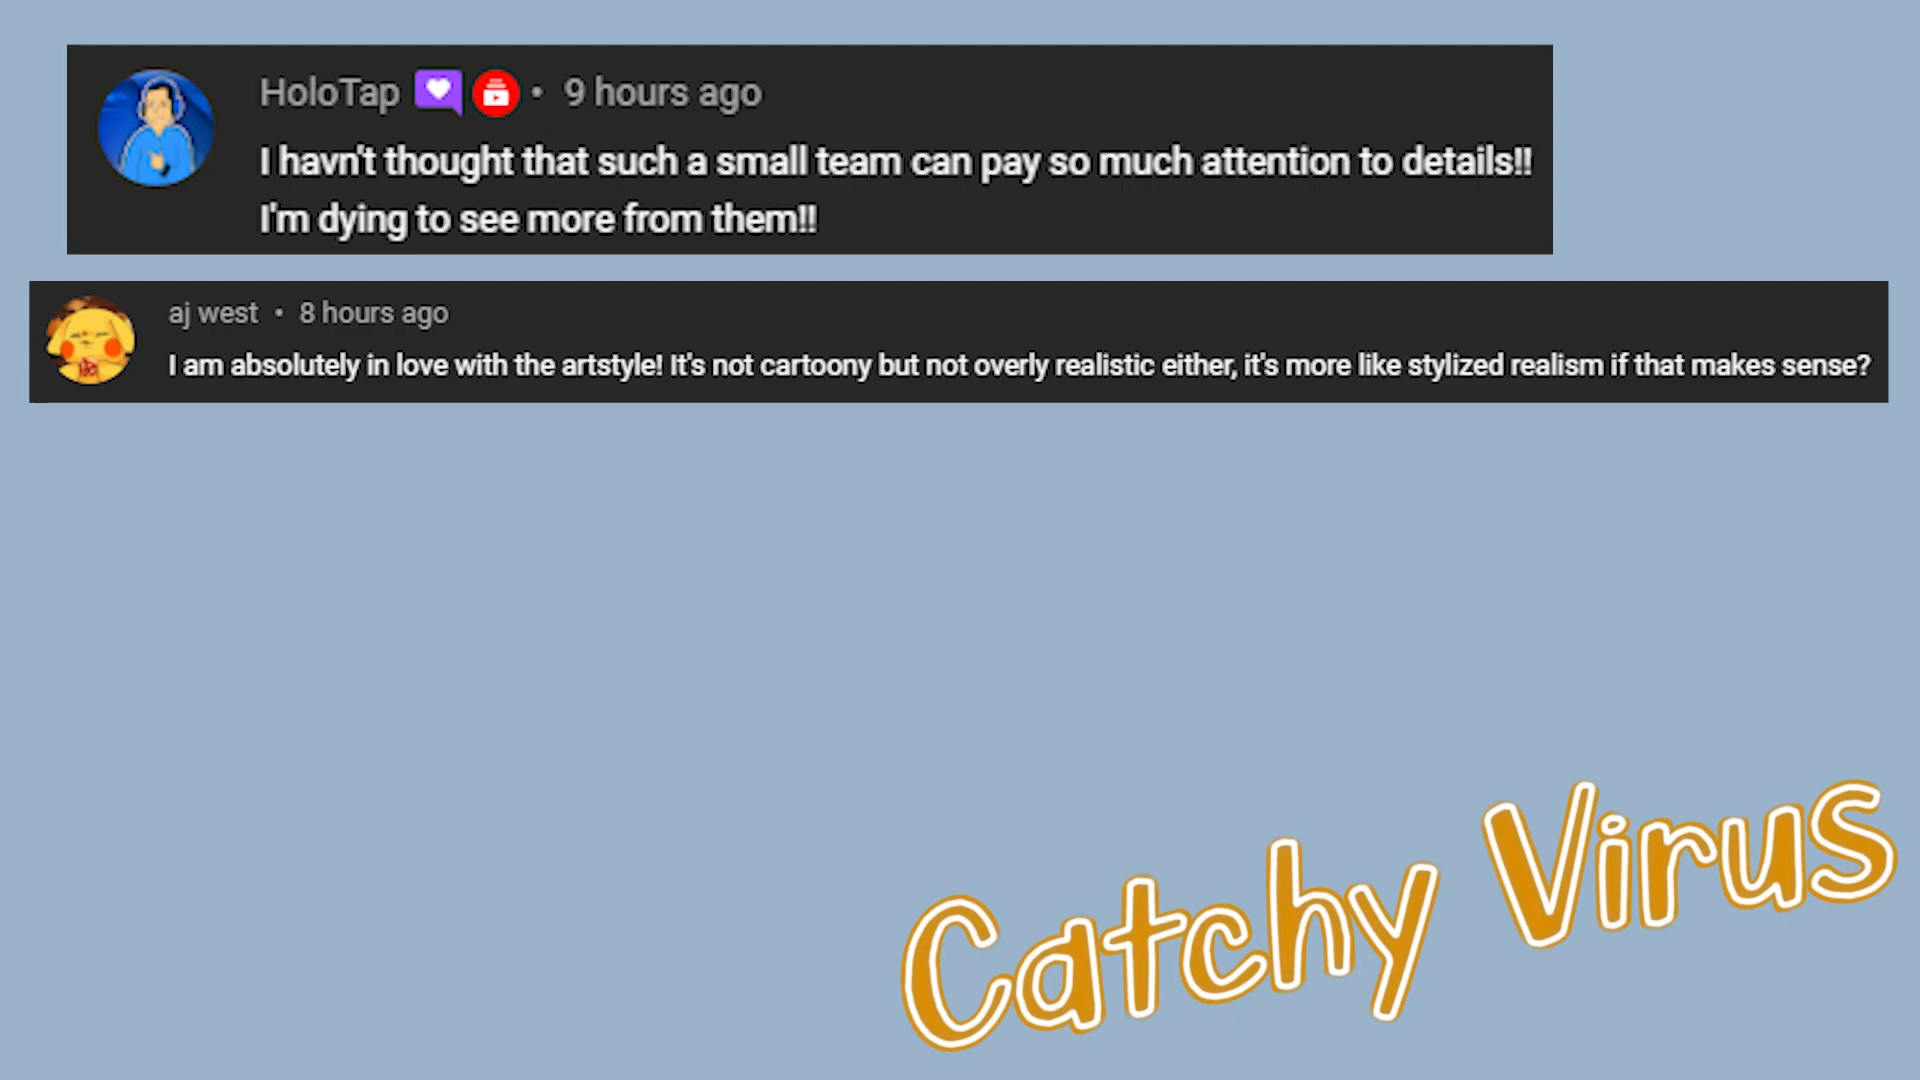 HoloTap • 9 hours ago
I havn't thought that such a small team can pay so much attention to details!!
I'm dying to see more from them!!
aj west • 8 hours ago
I am absolutely in love with the artstyle! It's not cartoony but not overly realistic either, it's more like stylized realism if that makes sense?
Catchy Virus